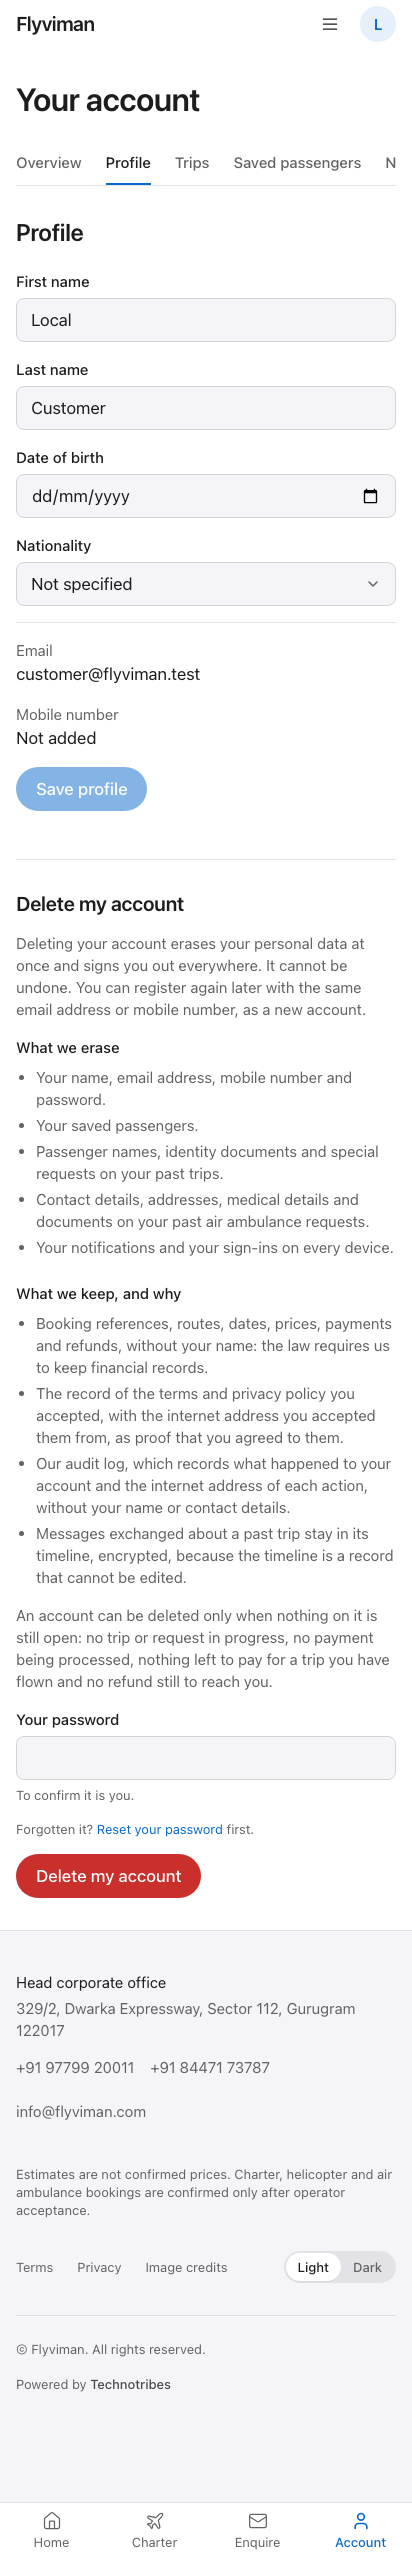 Flyviman
L
Your account
Overview Profile Trips Saved passengers N
Profile
First name
Local
Last name
Customer
Date of birth
dd/mm/yyyy
Nationality
Not specified
Email
customer@flyviman.test
Mobile number
Not added
Save profile
Delete my account
Deleting your account erases your personal data at
once and signs you out everywhere. It cannot be
undone. You can register again later with the same
email address or mobile number, as a new account.
What we erase
• Your name, email address, mobile number and
password.
• Your saved passengers.
• Passenger names, identity documents and special
requests on your past trips.
• Contact details, addresses, medical details and
documents on your past air ambulance requests.
• Your notifications and your sign-ins on every device.
What we keep, and why
• Booking references, routes, dates, prices, payments
and refunds, without your name: the law requires us
to keep financial records.
• The record of the terms and privacy policy you
accepted, with the internet address you accepted
them from, as proof that you agreed to them.
• Our audit log, which records what happened to your
account and the internet address of each action,
without your name or contact details.
• Messages exchanged about a past trip stay in its
timeline, encrypted, because the timeline is a record
that cannot be edited.
An account can be deleted only when nothing on it is
still open: no trip or request in progress, no payment
being processed, nothing left to pay for a trip you have
flown and no refund still to reach you.
Your password
To confirm it is you.
Forgotten it? Reset your password first.
Delete my account
Head corporate office
329/2, Dwarka Expressway, Sector 112, Gurugram
122017
+91 97799 20011 +91 84471 73787
info@flyviman.com
Estimates are not confirmed prices. Charter, helicopter and air
ambulance bookings are confirmed only after operator
acceptance.
Terms Privacy Image credits Light Dark
© Flyviman. All rights reserved.
Powered by Technotribes
Home Charter Enquire Account